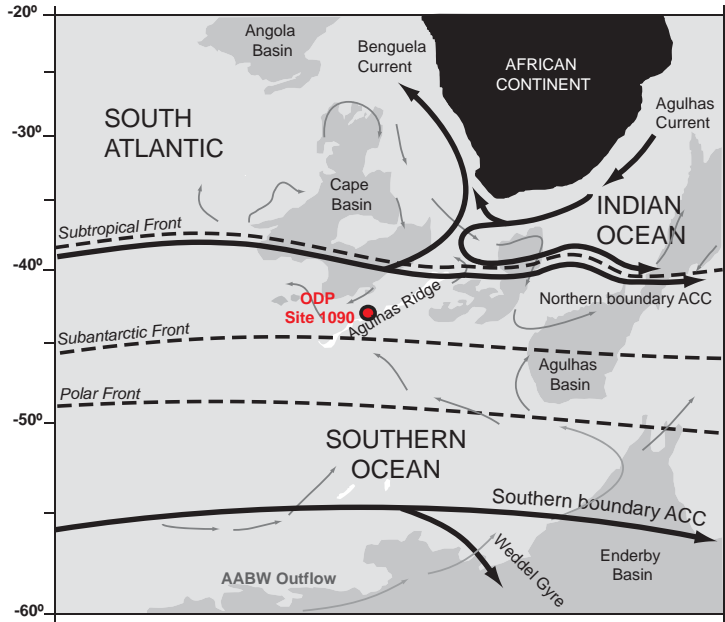 -20º
-30º
-40º
-50º
-60º
Angola
Basin
Benguela
Current
AFRICAN
CONTINENT
Agulhas
Current
SOUTH
ATLANTIC
Cape
Basin
INDIAN
OCEAN
Subtropical Front
ODP
Site 1090
Agulhas Ridge
Northern boundary ACC
Subantarctic Front
Agulhas
Basin
Polar Front
SOUTHERN
OCEAN
Southern boundary ACC
Weddel Gyre
Enderby
Basin
AABW Outflow